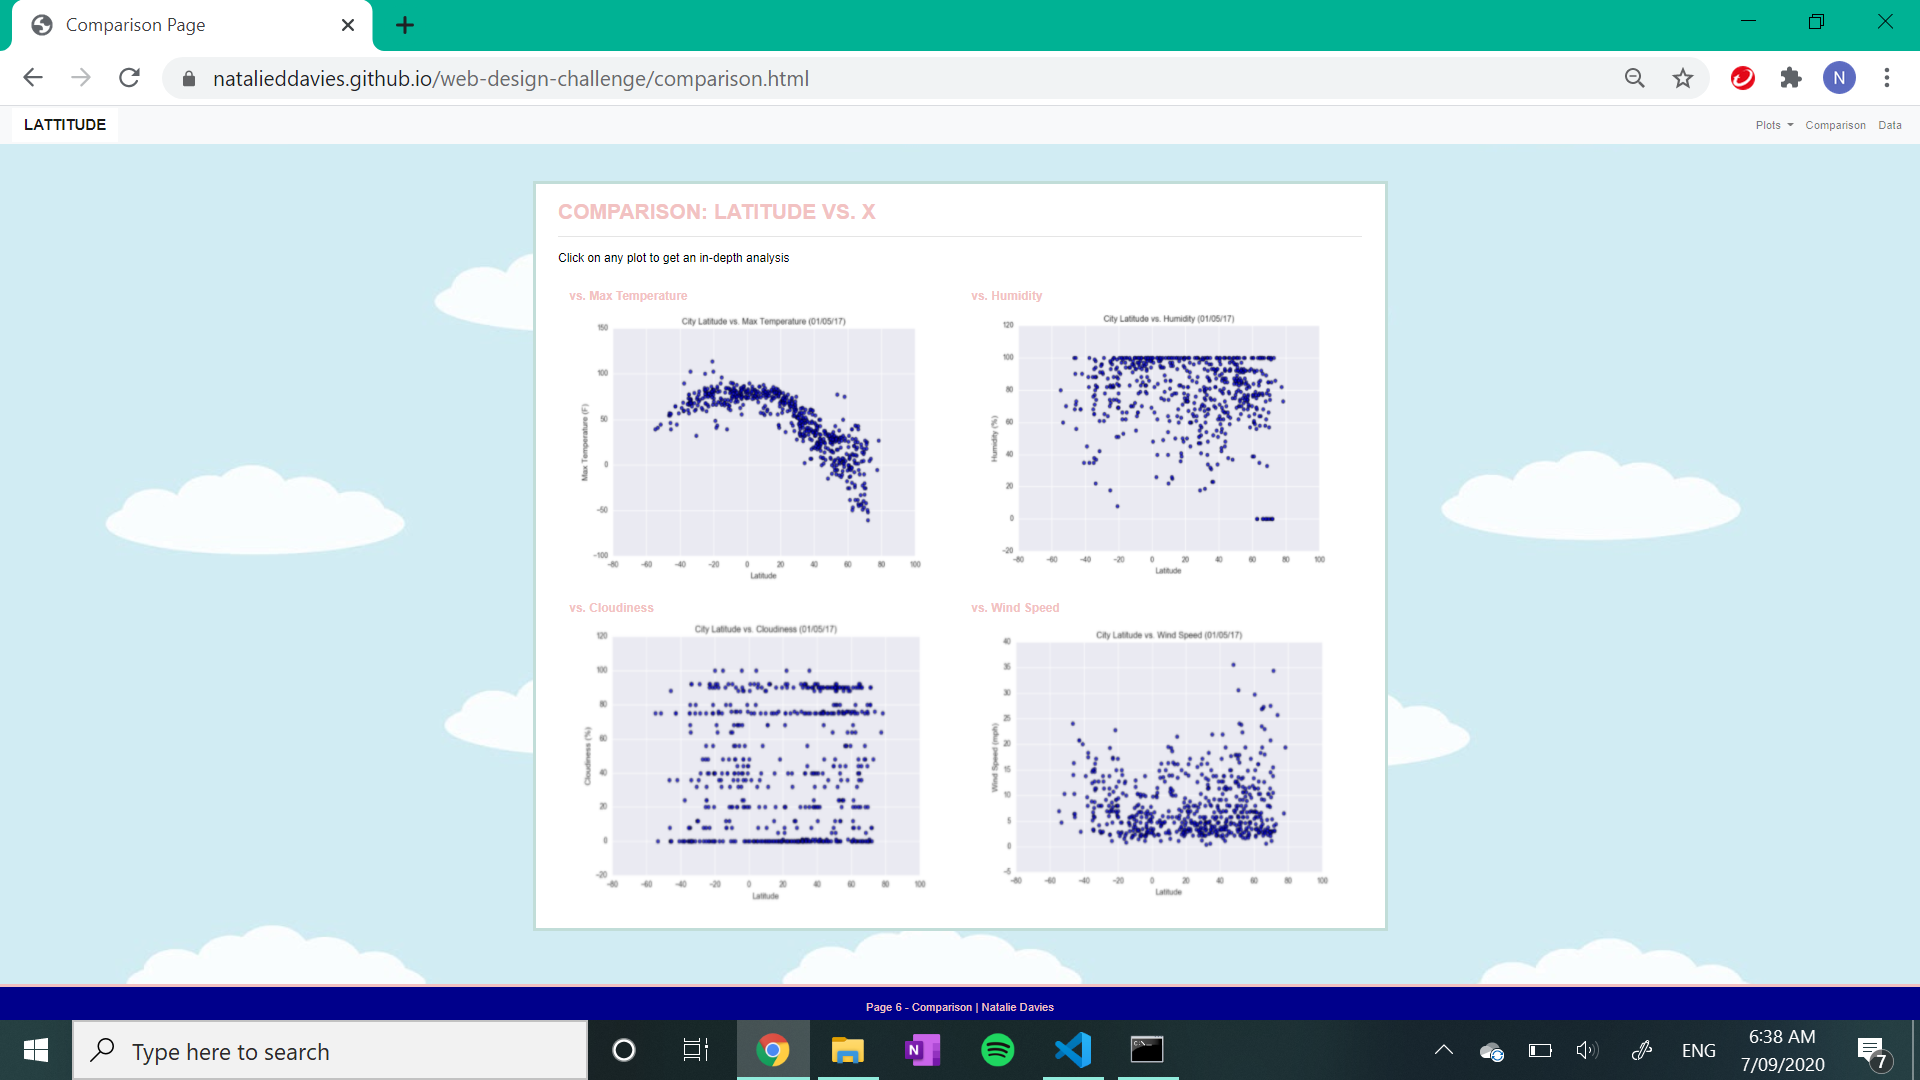 Comparison Page
natalieddavies.github.io/web-design-challenge/comparison.html
N
LATTITUDE
Plots Comparison Data
COMPARISON: LATITUDE VS. X
Click on any plot to get an in-depth analysis
vs. Max Temperature
City Latitude vs. Max Temperature (01/05/17)
Max Temperature (F)
150
100
50
0
-50
-100
-80 -60 -40 -20 0 20 40 60 80 100
Latitude
vs. Humidity
City Latitude vs. Humidity (01/05/17)
Humidity (%)
120
100
80
60
40
20
0
-20
-80 -60 -40 -20 0 20 40 60 80 100
Latitude
vs. Cloudiness
City Latitude vs. Cloudiness (01/05/17)
Cloudiness (%)
120
100
80
60
40
20
0
-20
-80 -60 -40 -20 0 20 40 60 80 100
Latitude
vs. Wind Speed
City Latitude vs. Wind Speed (01/05/17)
Wind Speed (mph)
40
35
30
25
20
15
10
5
0
-5
-80 -60 -40 -20 0 20 40 60 80 100
Latitude
Page 6 - Comparison | Natalie Davies
Type here to search
N
ENG
6:38 AM
7/09/2020
7